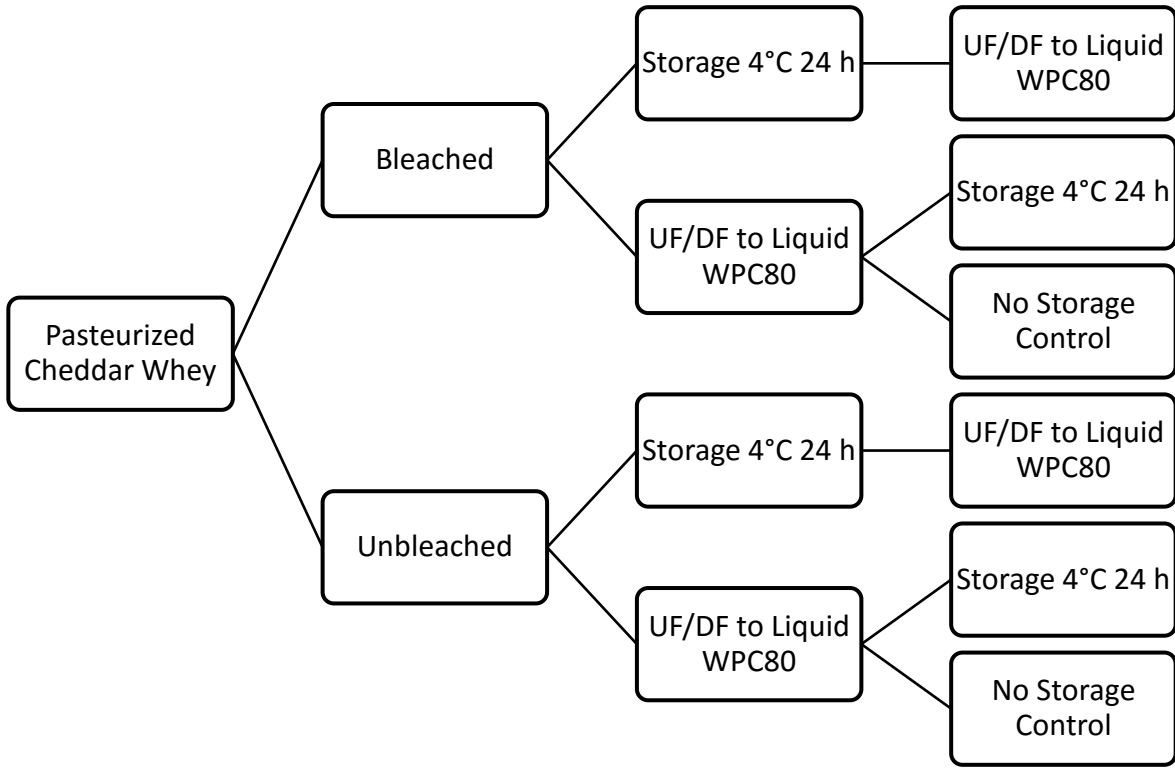 Pasteurized
Cheddar Whey
Bleached
Storage 4°C 24 h
UF/DF to Liquid
WPC80
UF/DF to Liquid
WPC80
Storage 4°C 24 h
No Storage
Control
Unbleached
Storage 4°C 24 h
UF/DF to Liquid
WPC80
UF/DF to Liquid
WPC80
Storage 4°C 24 h
No Storage
Control